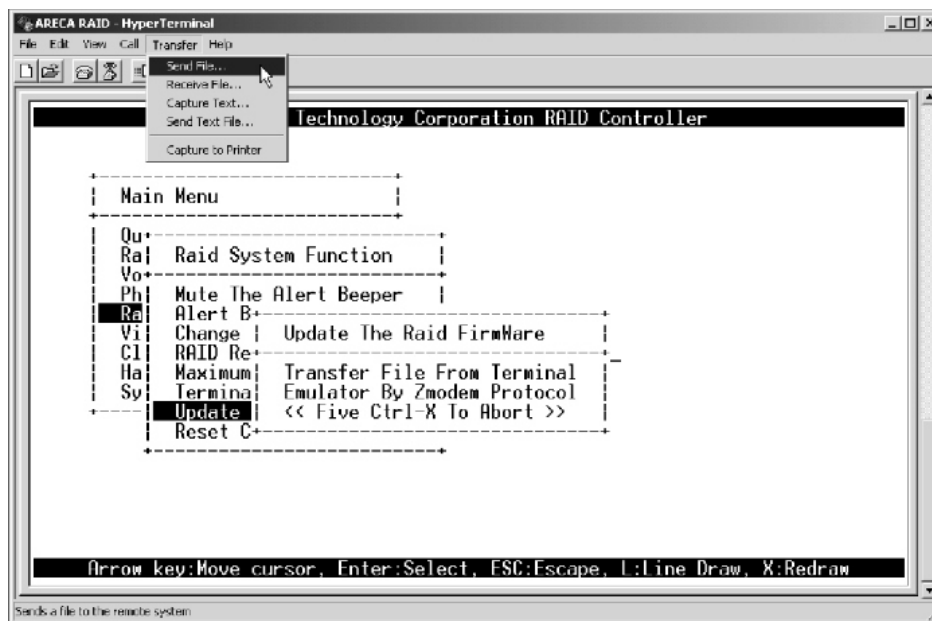 ARECA RAID - HyperTerminal
File Edit View Call Transfer Help
Send File...
Receive File...
Capture Text...
Send Text File...
Capture to Printer
Technology Corporation RAID Controller
Main Menu
Qu
Ra Raid System Function
Vo
Ph Mute The Alert Beeper
Ra Alert B
Vi Change Update The Raid FirmWare
Cl RAID Re
Ha Maximum Transfer File From Terminal
Sy Termina Emulator By Zmodem Protocol
Update << Five Ctrl-X To Abort >>
Reset C
Arrow key:Move cursor, Enter:Select, ESC:Escape, L:Line Draw, X:Redraw
Sends a file to the remote system